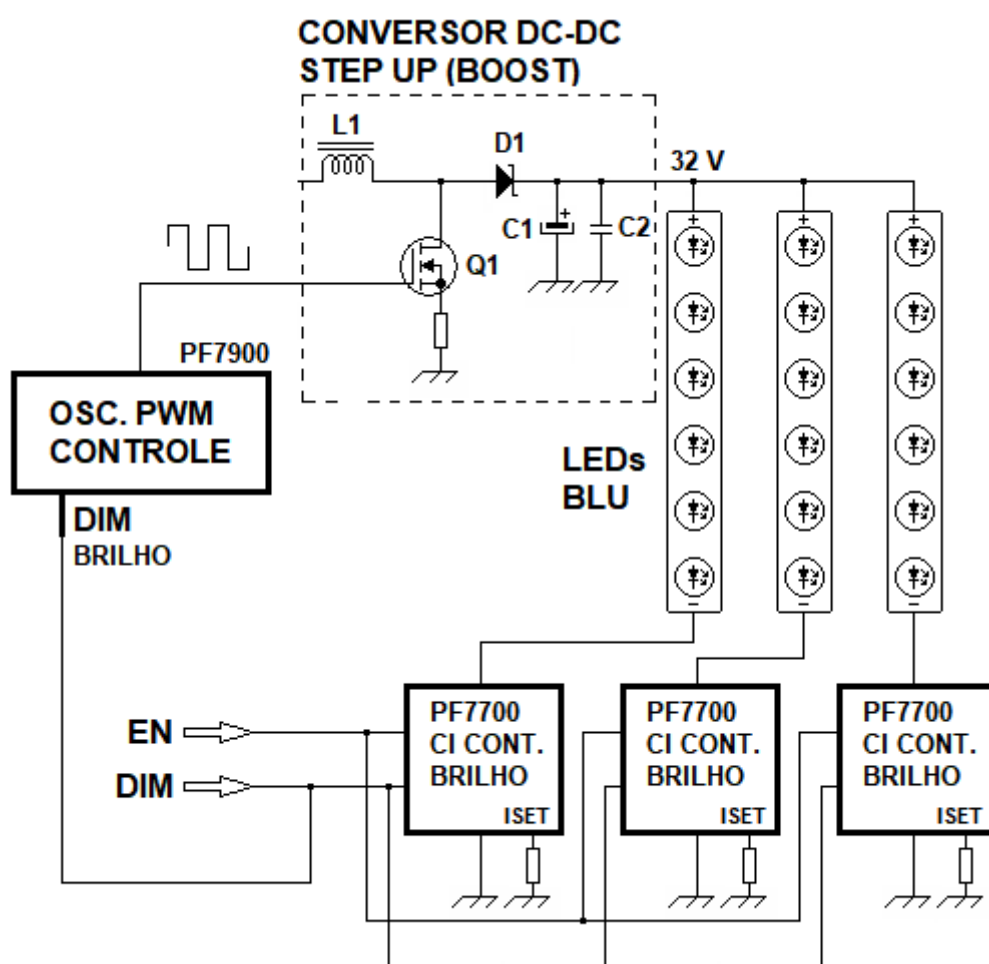 CONVERSOR DC-DC
STEP UP (BOOST)
L1
D1
32 V
C1
+
C2
Q1
PF7900
OSC. PWM
CONTROLE
DIM
BRILHO
LEDs
BLU
+
+
+
−
−
−
EN
DIM
PF7700
CI CONT.
BRILHO
ISET
PF7700
CI CONT.
BRILHO
ISET
PF7700
CI CONT.
BRILHO
ISET